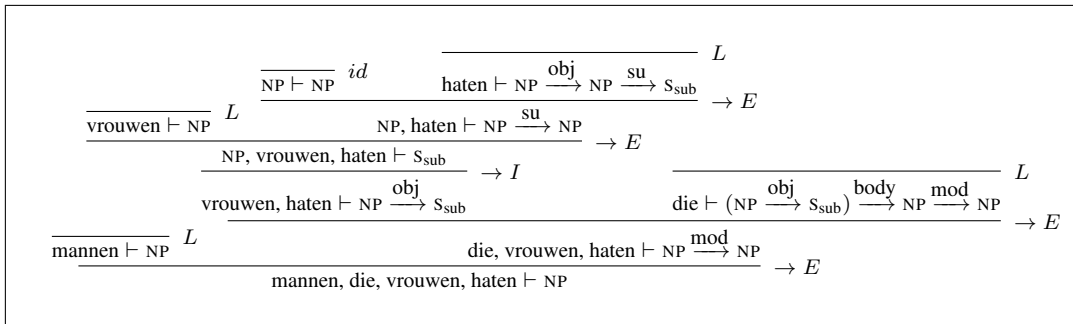 L
NP ⊢ NP id
obj su
haten ⊢ NP ⟶ NP ⟶ S_sub
→ E
vrouwen ⊢ NP L
su
NP, haten ⊢ NP ⟶ NP
→ E
NP, vrouwen, haten ⊢ S_sub
→ I
L
obj
vrouwen, haten ⊢ NP ⟶ S_sub
obj body mod
die ⊢ (NP ⟶ S_sub) ⟶ NP ⟶ NP
→ E
mannen ⊢ NP L
mod
die, vrouwen, haten ⊢ NP ⟶ NP
→ E
mannen, die, vrouwen, haten ⊢ NP